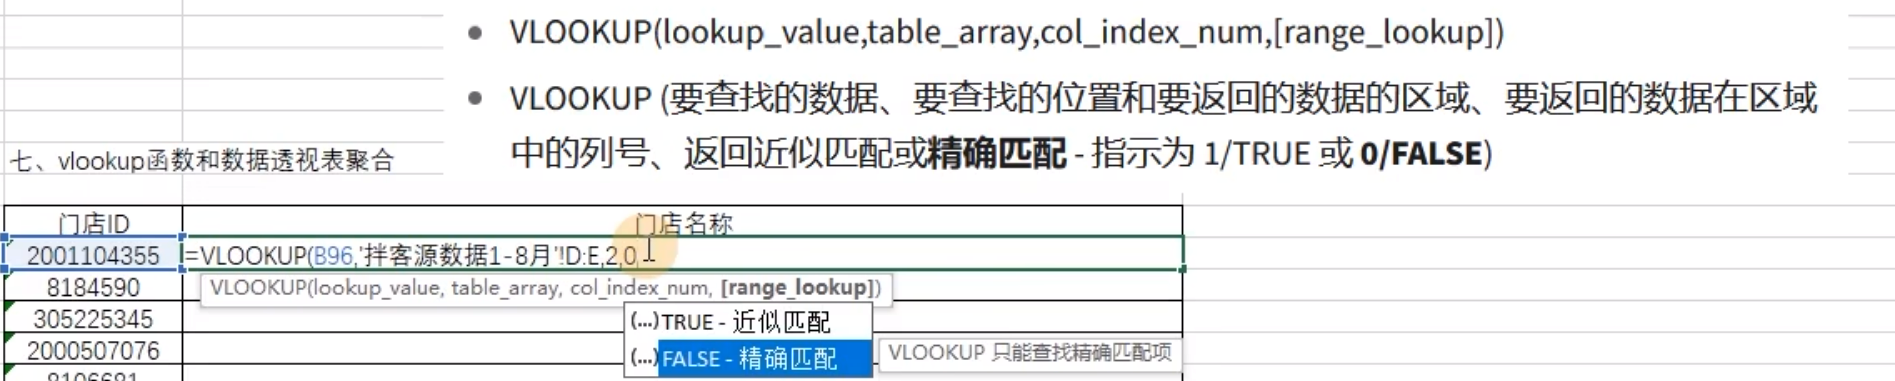 VLOOKUP(lookup_value,table_array,col_index_num,[range_lookup])
VLOOKUP (要查找的数据、要查找的位置和要返回的数据的区域、要返回的数据在区域
中的列号、返回近似匹配或精确匹配 - 指示为 1/TRUE 或 0/FALSE)
七、vlookup函数和数据透视表聚合
门店ID 门店名称
2001104355 =VLOOKUP(B96,'拌客源数据1-8月'!D:E,2,0
VLOOKUP(lookup_value, table_array, col_index_num, [range_lookup])
8184590
305225345
(...)TRUE - 近似匹配
2000507076
(...)FALSE - 精确匹配
VLOOKUP 只能查找精确匹配项